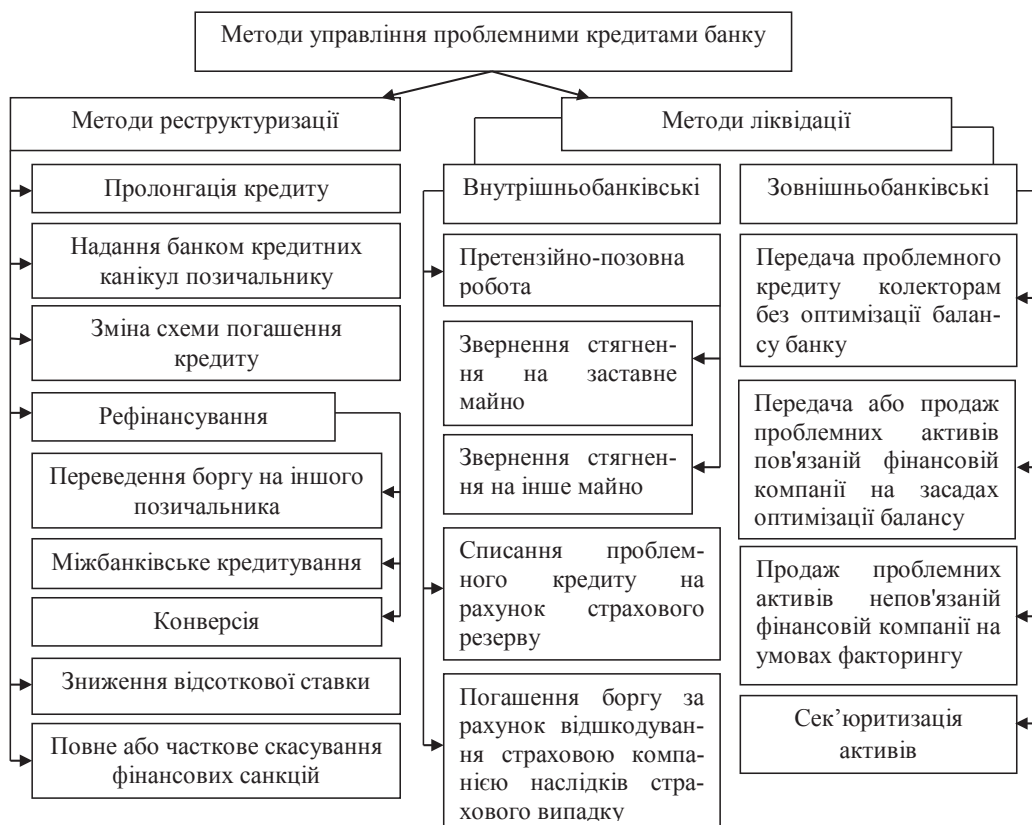 Методи управління проблемними кредитами банку
Методи реструктуризації
Пролонгація кредиту
Надання банком кредитних
канікул позичальнику
Зміна схеми погашення
кредиту
Рефінансування
Переведення боргу на іншого
позичальника
Міжбанківське кредитування
Конверсія
Зниження відсоткової ставки
Повне або часткове скасування
фінансових санкцій
Методи ліквідації
Внутрішньобанківські
Претензійно-позовна
робота
Звернення стягнен-
ня на заставне
майно
Звернення стягнен-
ня на інше майно
Списання проблем-
ного кредиту на
рахунок страхового
резерву
Погашення боргу за
рахунок відшкодуван-
ня страховою компа-
нією наслідків стра-
хового випадку
Зовнішньобанківські
Передача проблемного
кредиту колекторам
без оптимізації балан-
су банку
Передача або продаж
проблемних активів
пов'язаній фінансовій
компанії на засадах
оптимізації балансу
Продаж проблемних
активів непов'язаній
фінансовій компанії на
умовах факторингу
Сек’юритизація
активів